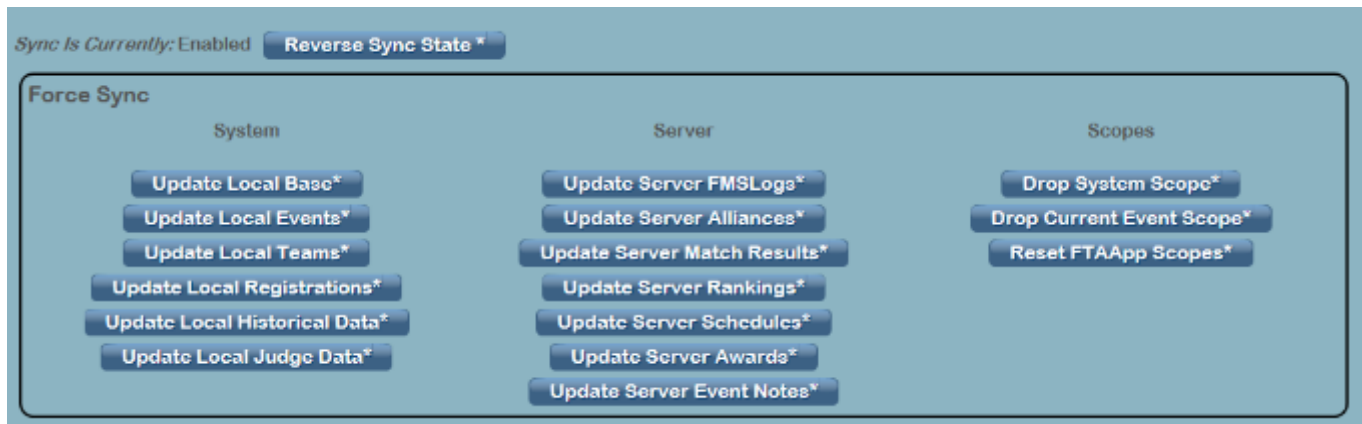 Sync Is Currently: Enabled Reverse Sync State *
Force Sync
System Server Scopes
Update Local Base* Update Server FMSLogs* Drop System Scope*
Update Local Events* Update Server Alliances* Drop Current Event Scope*
Update Local Teams* Update Server Match Results* Reset FTAApp Scopes*
Update Local Registrations* Update Server Rankings*
Update Local Historical Data* Update Server Schedules*
Update Local Judge Data* Update Server Awards*
Update Server Event Notes*